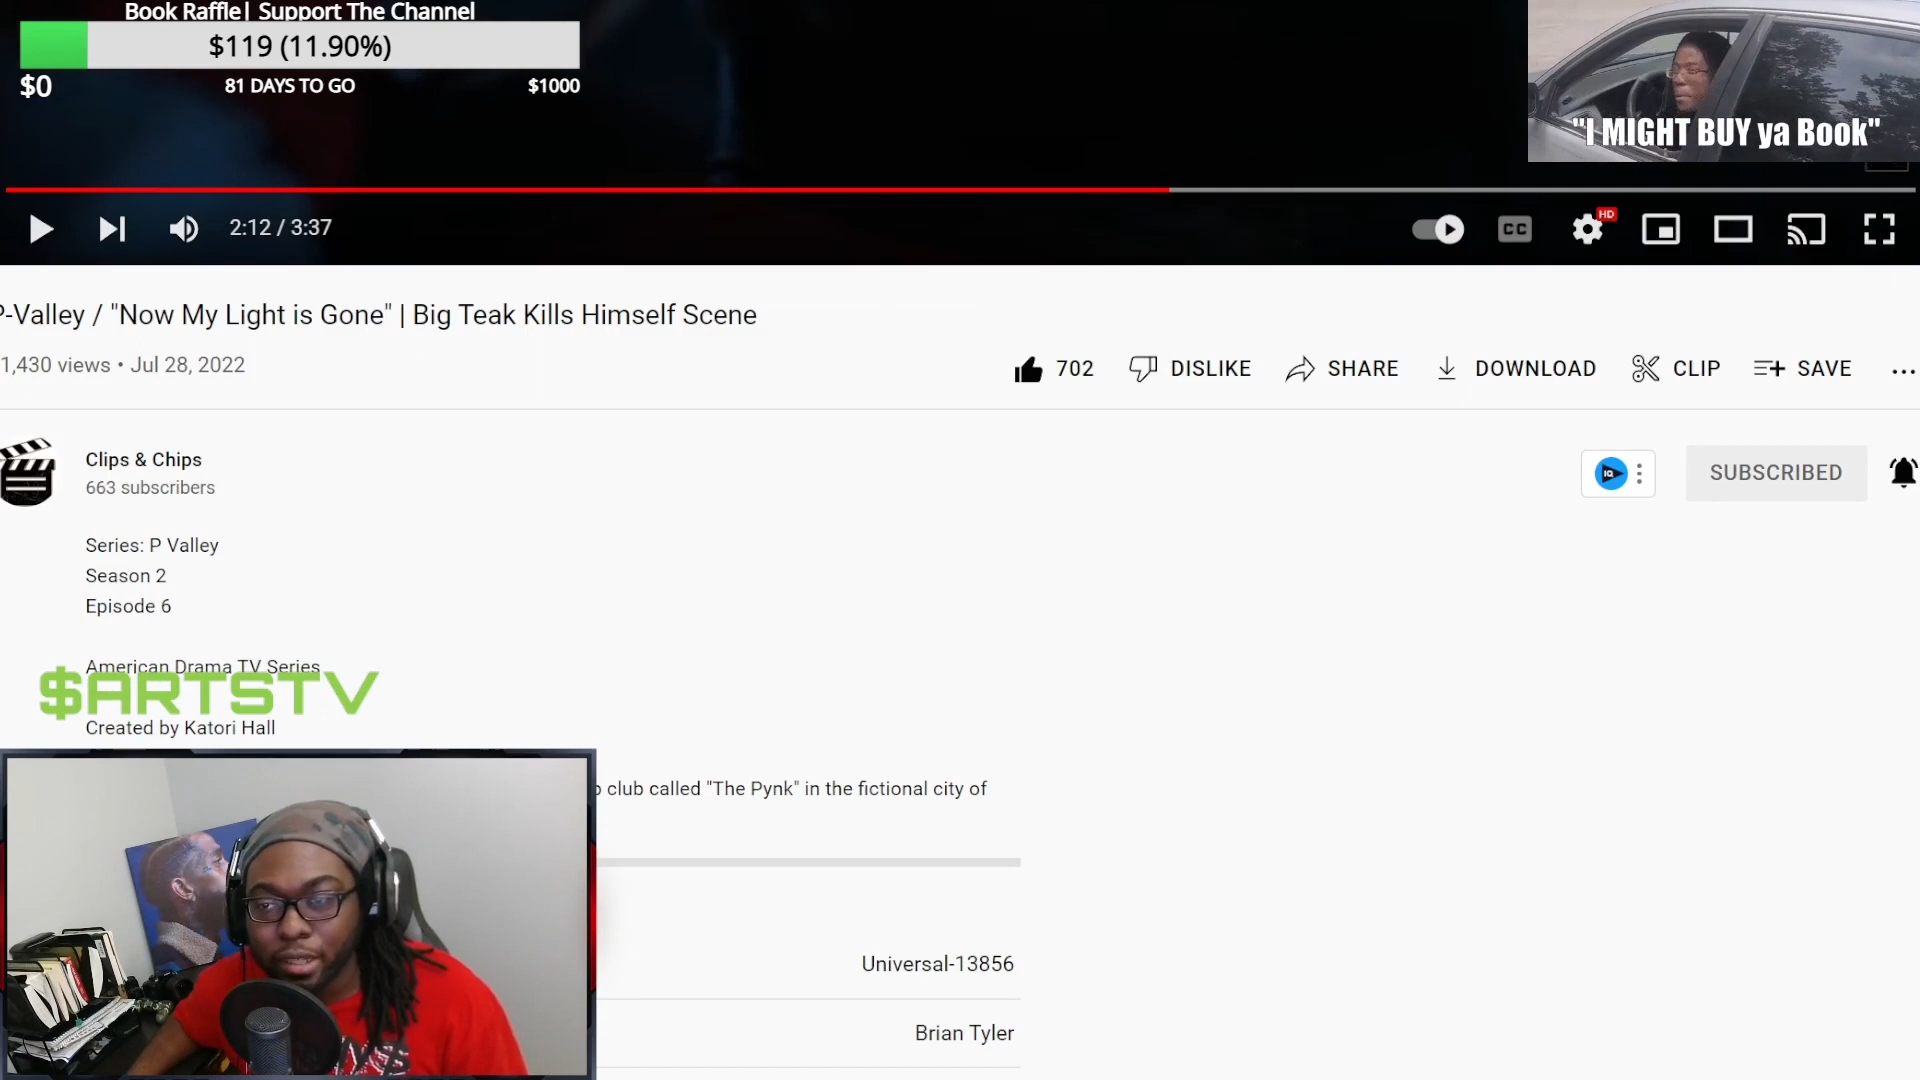 Book Raffle| Support The Channel
$119 (11.90%)
$0
81 DAYS TO GO
$1000
"I MIGHT BUY ya Book"
2:12 / 3:37
CC
HD
P-Valley / "Now My Light is Gone" | Big Teak Kills Himself Scene
1,430 views • Jul 28, 2022
702
DISLIKE
SHARE
DOWNLOAD
CLIP
SAVE
Clips & Chips
663 subscribers
IQ
SUBSCRIBED
Series: P Valley
Season 2
Episode 6
American Drama TV Series
$ARTSTV
Created by Katori Hall
club called "The Pynk" in the fictional city of
Universal-13856
Brian Tyler